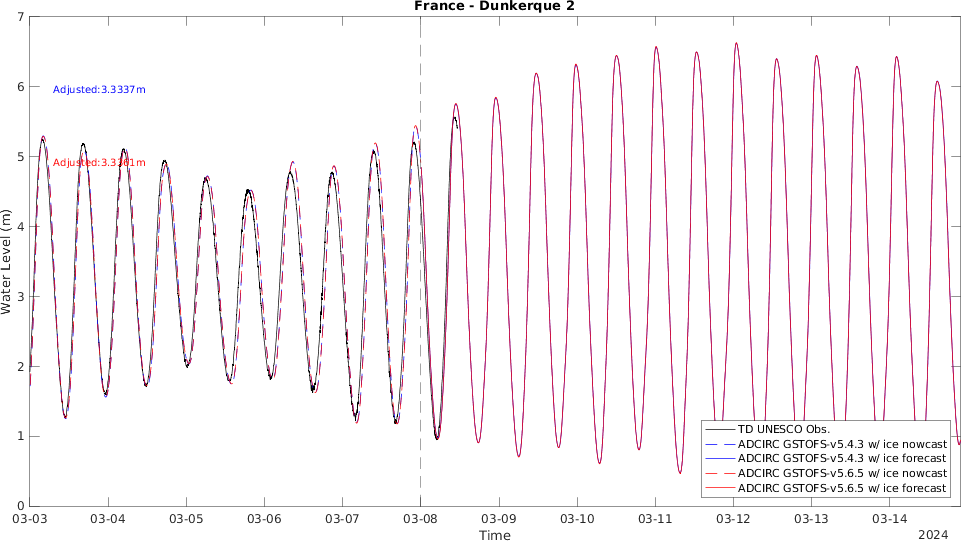 France - Dunkerque 2
Water Level (m)
7
6
5
4
3
2
1
0
Adjusted:3.3337m
Adjusted:3.3361m
TD UNESCO Obs.
ADCIRC GSTOFS-v5.4.3 w/ ice nowcast
ADCIRC GSTOFS-v5.4.3 w/ ice forecast
ADCIRC GSTOFS-v5.6.5 w/ ice nowcast
ADCIRC GSTOFS-v5.6.5 w/ ice forecast
03-03 03-04 03-05 03-06 03-07 03-08 03-09 03-10 03-11 03-12 03-13 03-14
Time
2024